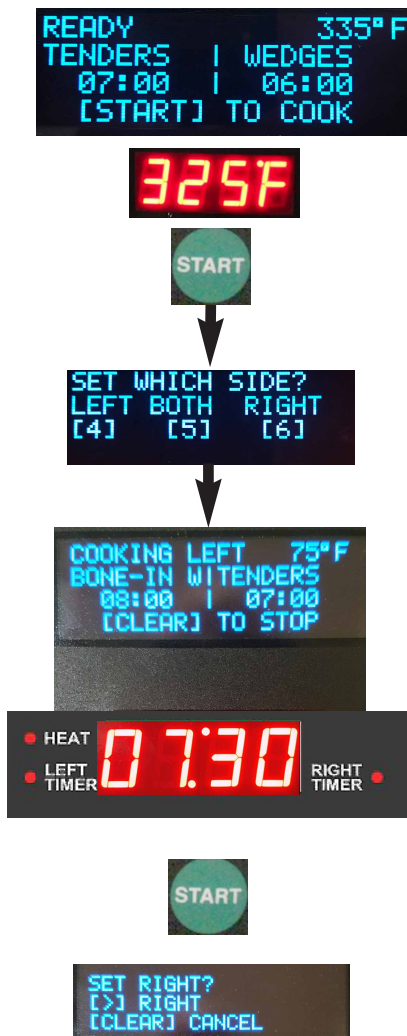 READY 335°F
TENDERS | WEDGES
07:00 | 06:00
[START] TO COOK
325°F
START
SET WHICH SIDE?
LEFT BOTH RIGHT
[4] [5] [6]
COOKING LEFT 75°F
BONE-IN W|TENDERS
08:00 | 07:00
[CLEAR] TO STOP
HEAT
LEFT TIMER
07:30
RIGHT TIMER
START
SET RIGHT?
[>] RIGHT
[CLEAR] CANCEL